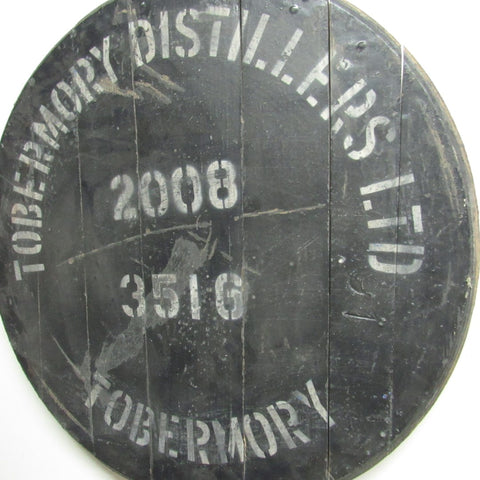 TOBERMORY DISTILLERS LTD
2008
3516
TOBERMORY